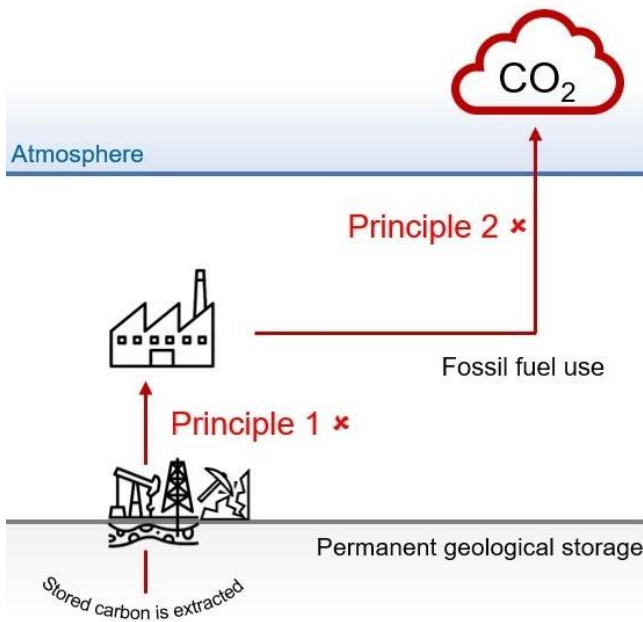 CO₂
Atmosphere
Principle 2 ×
Fossil fuel use
Principle 1 ×
Permanent geological storage
Stored carbon is extracted